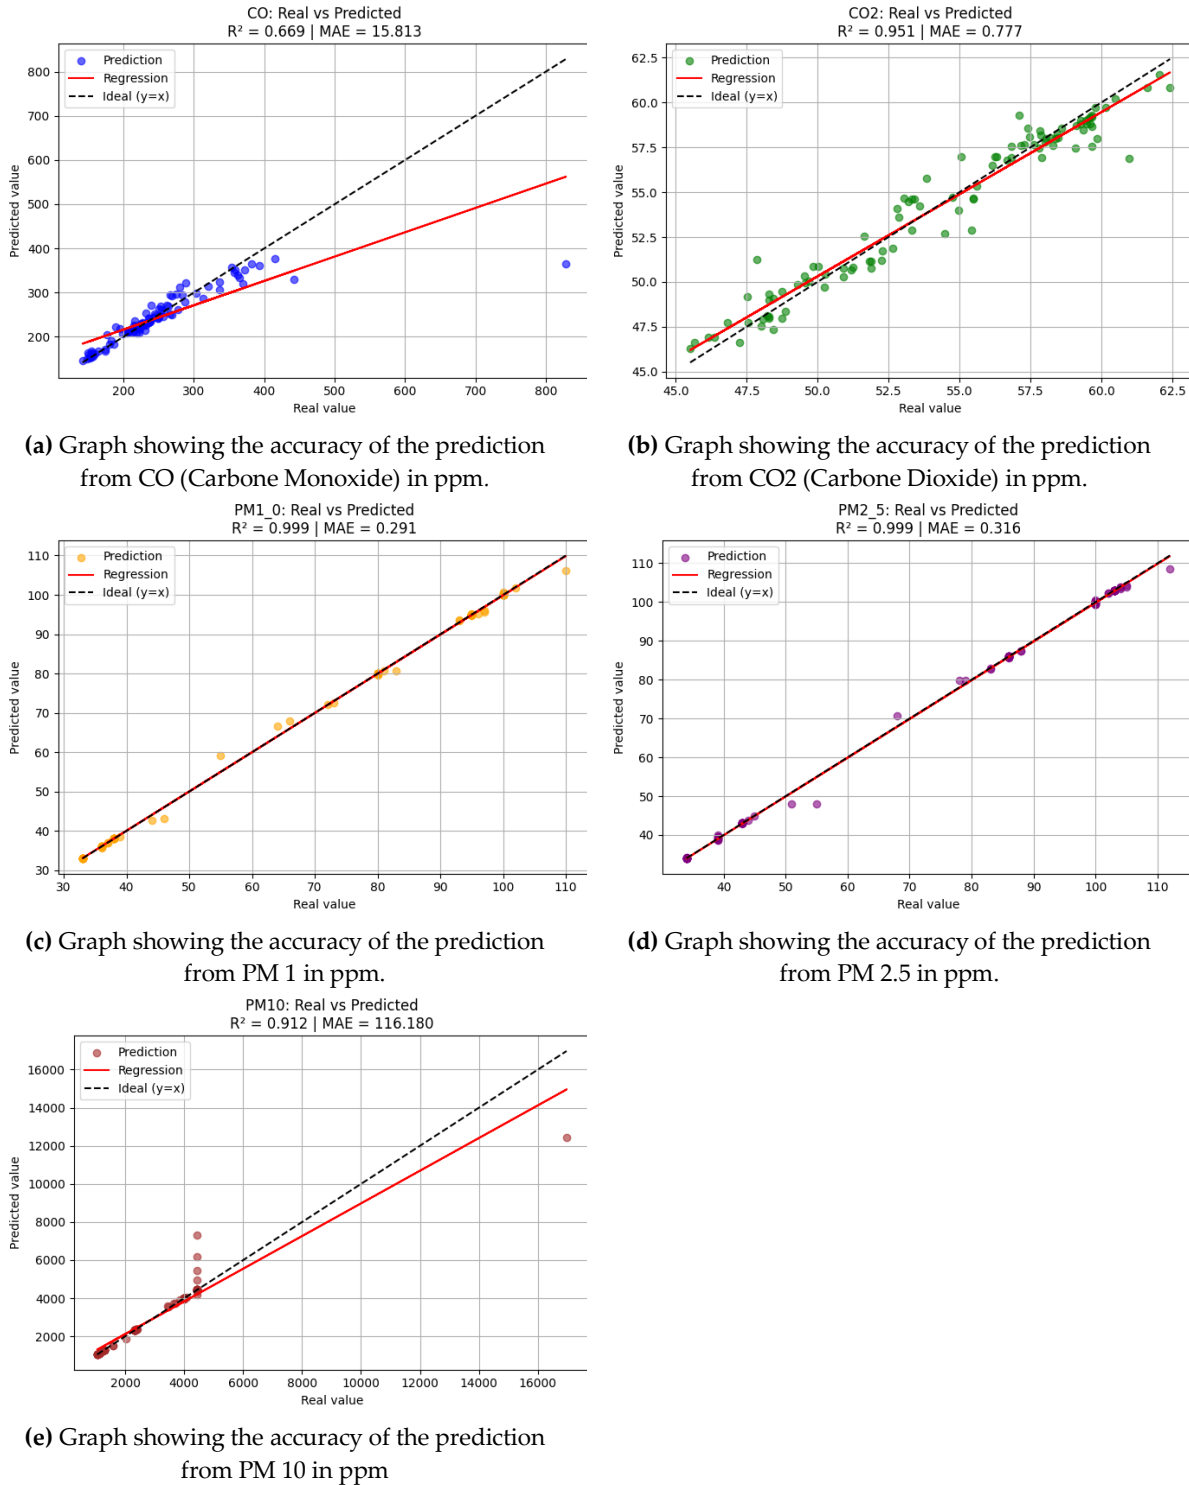 CO: Real vs Predicted
R² = 0.669 | MAE = 15.813
Prediction
Regression
Ideal (y=x)
800
700
600
500
400
300
200
Predicted value
200 300 400 500 600 700 800
Real value
(a) Graph showing the accuracy of the prediction
from CO (Carbone Monoxide) in ppm.
CO2: Real vs Predicted
R² = 0.951 | MAE = 0.777
Prediction
Regression
Ideal (y=x)
62.5
60.0
57.5
55.0
52.5
50.0
47.5
45.0
Predicted value
45.0 47.5 50.0 52.5 55.0 57.5 60.0 62.5
Real value
(b) Graph showing the accuracy of the prediction
from CO2 (Carbone Dioxide) in ppm.
PM1_0: Real vs Predicted
R² = 0.999 | MAE = 0.291
Prediction
Regression
Ideal (y=x)
110
100
90
80
70
60
50
40
30
Predicted value
30 40 50 60 70 80 90 100 110
Real value
(c) Graph showing the accuracy of the prediction
from PM 1 in ppm.
PM2_5: Real vs Predicted
R² = 0.999 | MAE = 0.316
Prediction
Regression
Ideal (y=x)
110
100
90
80
70
60
50
40
Predicted value
40 50 60 70 80 90 100 110
Real value
(d) Graph showing the accuracy of the prediction
from PM 2.5 in ppm.
PM10: Real vs Predicted
R² = 0.912 | MAE = 116.180
Prediction
Regression
Ideal (y=x)
16000
14000
12000
10000
8000
6000
4000
2000
Predicted value
2000 4000 6000 8000 10000 12000 14000 16000
Real value
(e) Graph showing the accuracy of the prediction
from PM 10 in ppm